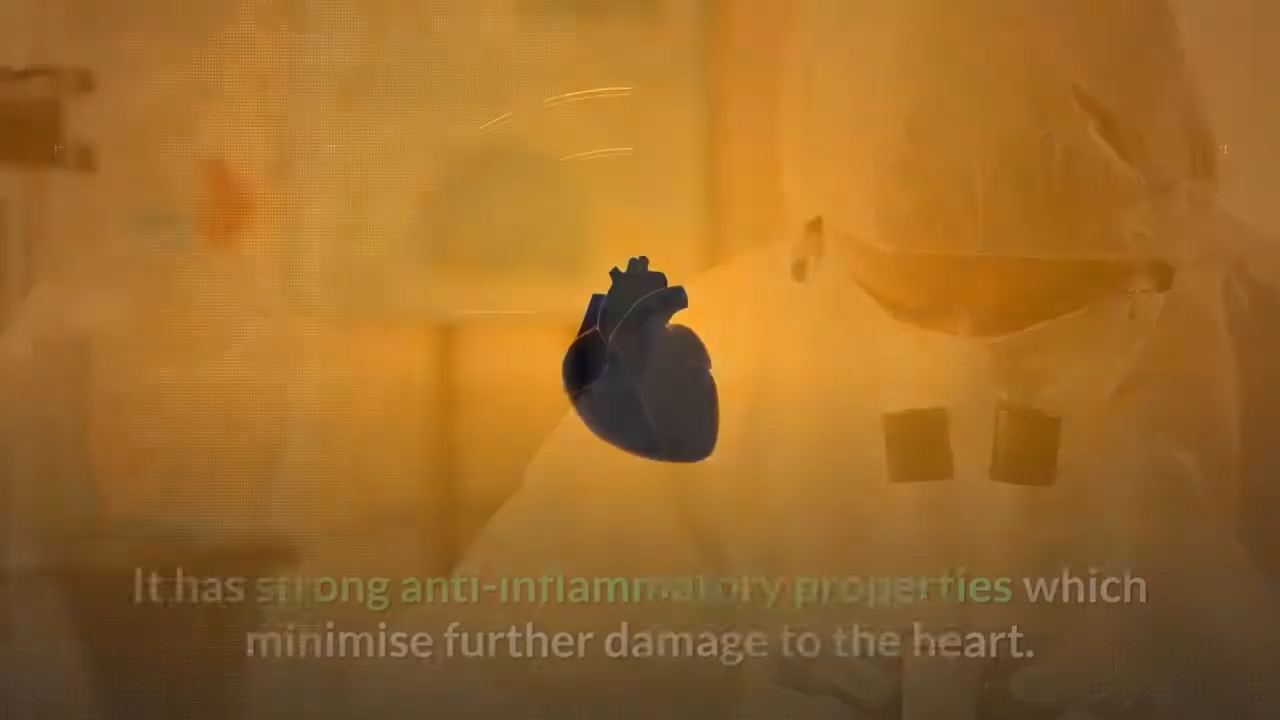 It has strong anti-inflammatory properties which
minimise further damage to the heart.